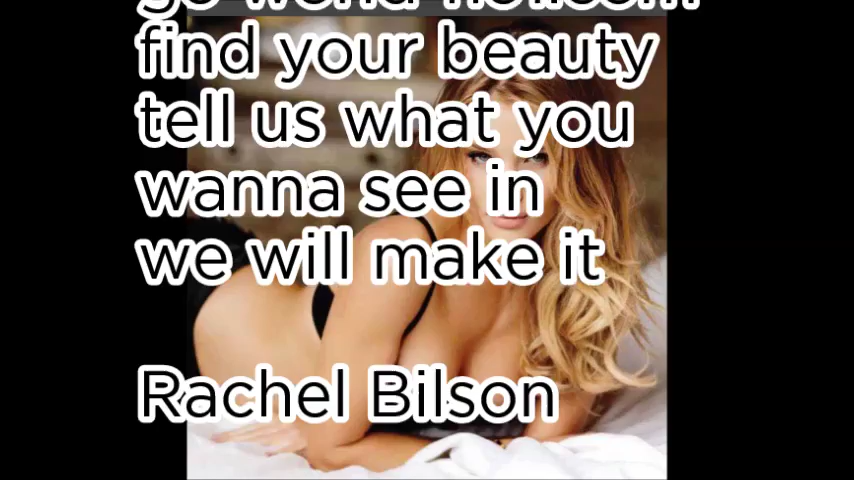 find your beauty
tell us what you
wanna see in
we will make it
Rachel Bilson